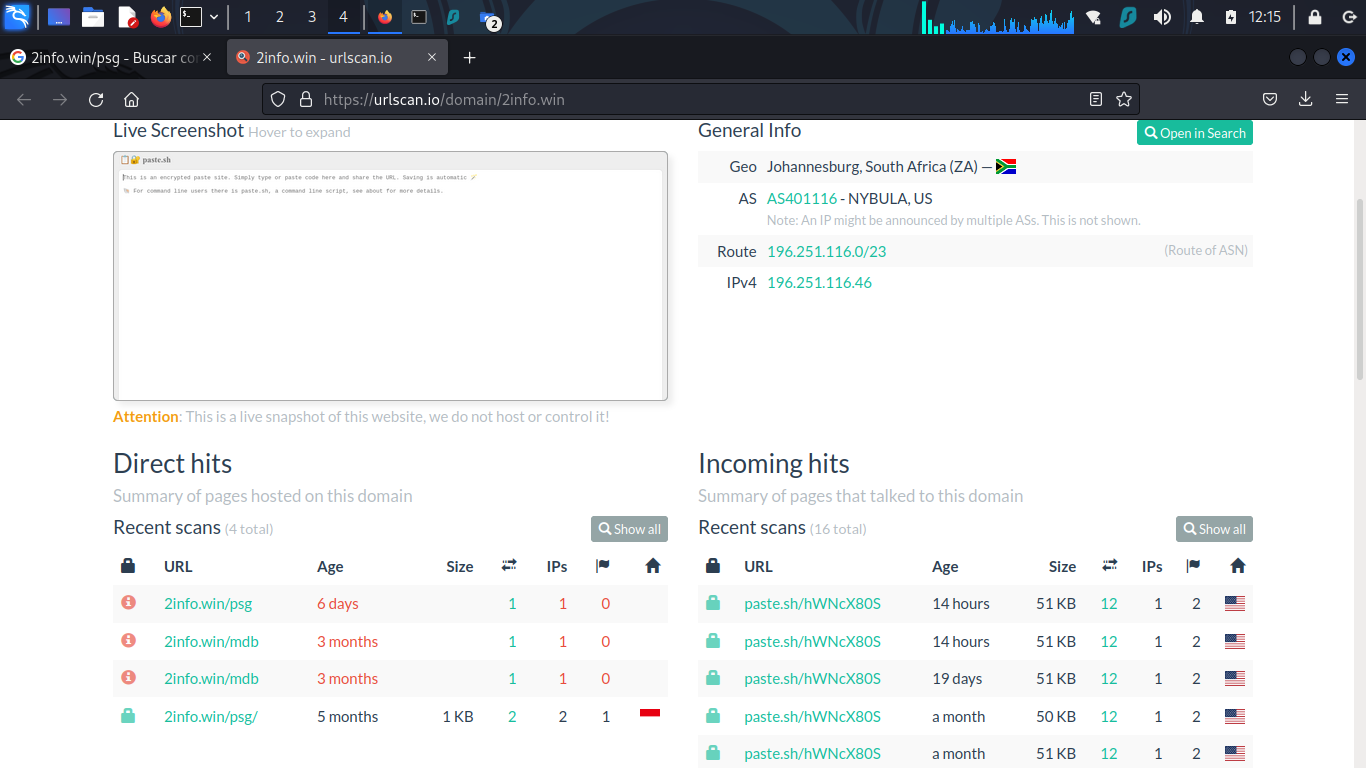 1 2 3 4 2 12:15
2info.win/psg - Buscar co
2info.win - urlscan.io
https://urlscan.io/domain/2info.win
Live Screenshot Hover to expand
paste.sh
This is an encrypted paste site. Simply type or paste code here and share the URL. Saving is automatic
For command line users there is paste.sh, a command line script, see about for more details.
Attention: This is a live snapshot of this website, we do not host or control it!
General Info
Open in Search
Geo Johannesburg, South Africa (ZA) —
AS AS401116 - NYBULA, US
Note: An IP might be announced by multiple ASs. This is not shown.
Route 196.251.116.0/23 (Route of ASN)
IPv4 196.251.116.46
Direct hits
Summary of pages hosted on this domain
Recent scans (4 total) Show all
URL Age Size IPs
2info.win/psg 6 days 1 1 0
2info.win/mdb 3 months 1 1 0
2info.win/mdb 3 months 1 1 0
2info.win/psg/ 5 months 1 KB 2 2 1
Incoming hits
Summary of pages that talked to this domain
Recent scans (16 total) Show all
URL Age Size IPs
paste.sh/hWNcX80S 14 hours 51 KB 12 1 2
paste.sh/hWNcX80S 14 hours 51 KB 12 1 2
paste.sh/hWNcX80S 19 days 51 KB 12 1 2
paste.sh/hWNcX80S a month 50 KB 12 1 2
paste.sh/hWNcX80S a month 51 KB 12 1 2